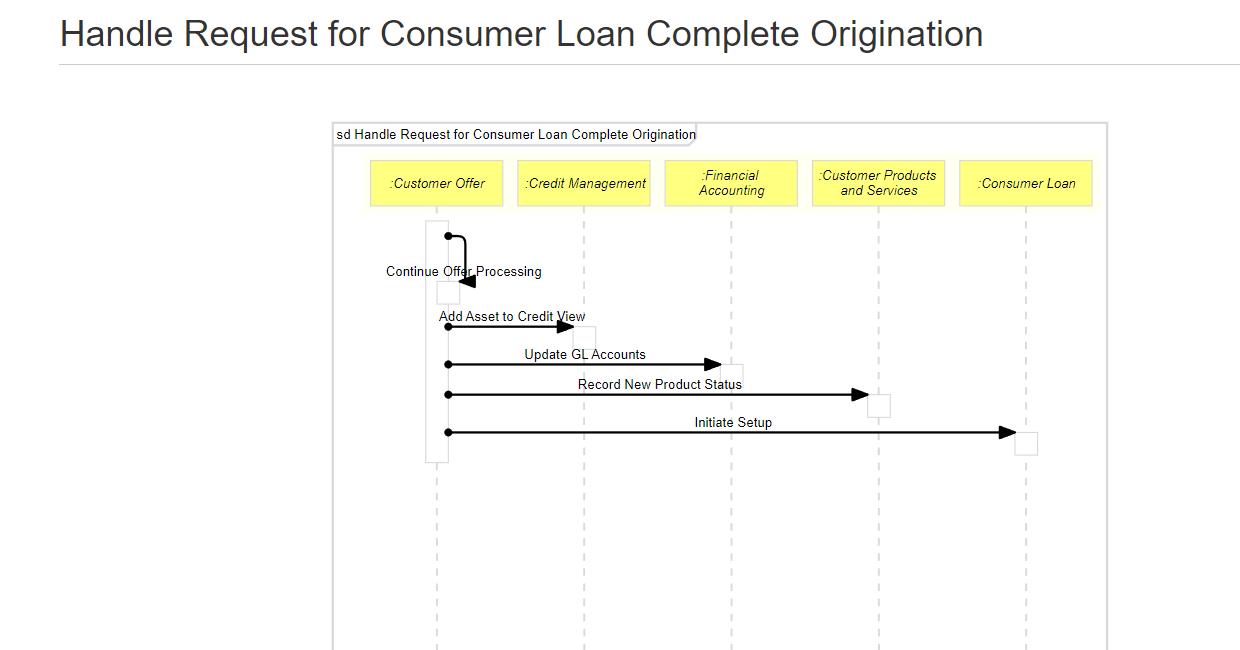 Handle Request for Consumer Loan Complete Origination
sd Handle Request for Consumer Loan Complete Origination
:Customer Offer
:Credit Management
:Financial
Accounting
:Customer Products
and Services
:Consumer Loan
Continue Offer Processing
Add Asset to Credit View
Update GL Accounts
Record New Product Status
Initiate Setup